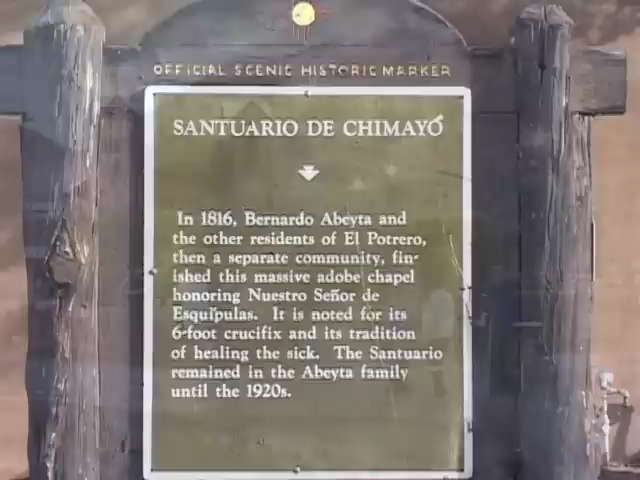 OFFICIAL SCENIC HISTORIC MARKER
SANTUARIO DE CHIMAYÓ
In 1816, Bernardo Abeyta and
the other residents of El Potrero,
then a separate community, fin-
ished this massive adobe chapel
honoring Nuestro Señor de
Esquípulas. It is noted for its
6-foot crucifix and its tradition
of healing the sick. The Santuario
remained in the Abeyta family
until the 1920s.